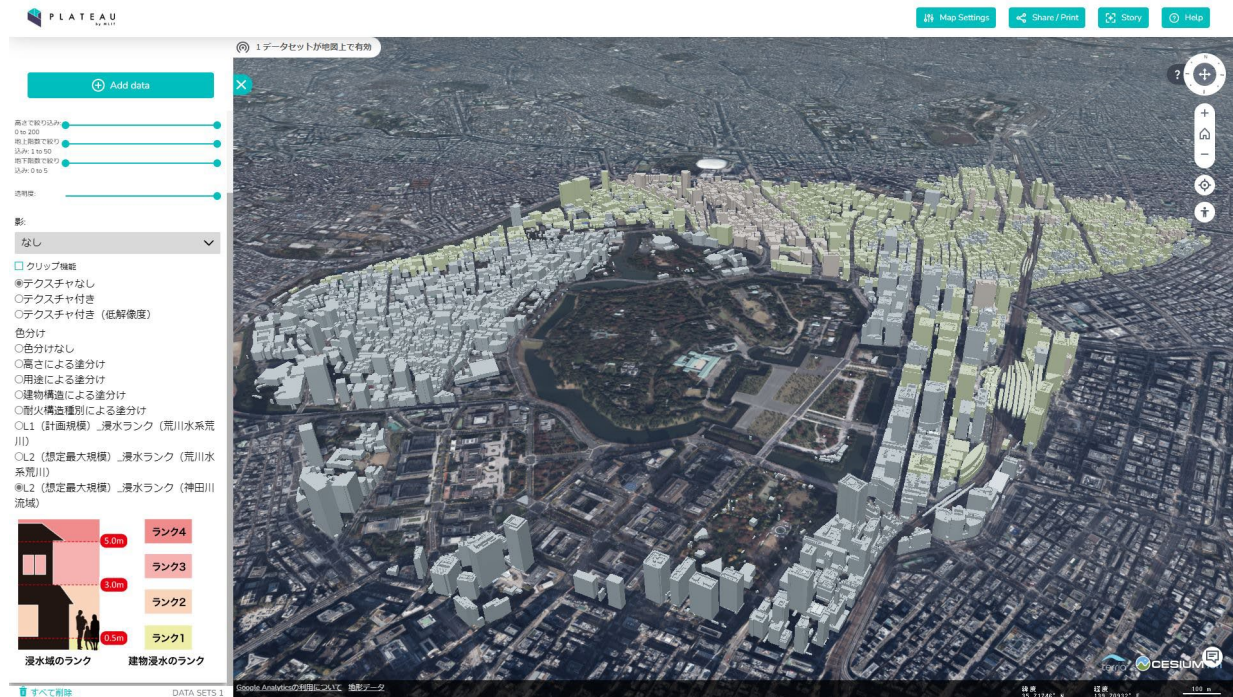 PLATEAU
by MLIT
Map Settings
Share / Print
Story
Help
1データセットが地図上で有効
Add data
?
高さで絞り込み:
0 to 200
地上階数で絞り
込み: 1 to 50
地下階数で絞り
込み: 0 to 5
透明度:
影:
なし
クリップ機能
テクスチャなし
テクスチャ付き
テクスチャ付き（低解像度）
色分け
色分けなし
高さによる塗分け
用途による塗分け
建物構造による塗分け
耐火構造種別による塗分け
L1（計画規模）_浸水ランク（荒川水系荒
川）
L2（想定最大規模）_浸水ランク（荒川水
系荒川）
L2（想定最大規模）_浸水ランク（神田川
流域）
5.0m
ランク4
ランク3
3.0m
ランク2
0.5m
ランク1
浸水域のランク
建物浸水のランク
すべて削除
DATA SETS 1
Google Analyticsの利用について
地形データ
terria
CESIUM
緯度
35.71746° N
経度
139.70932° E
100 m